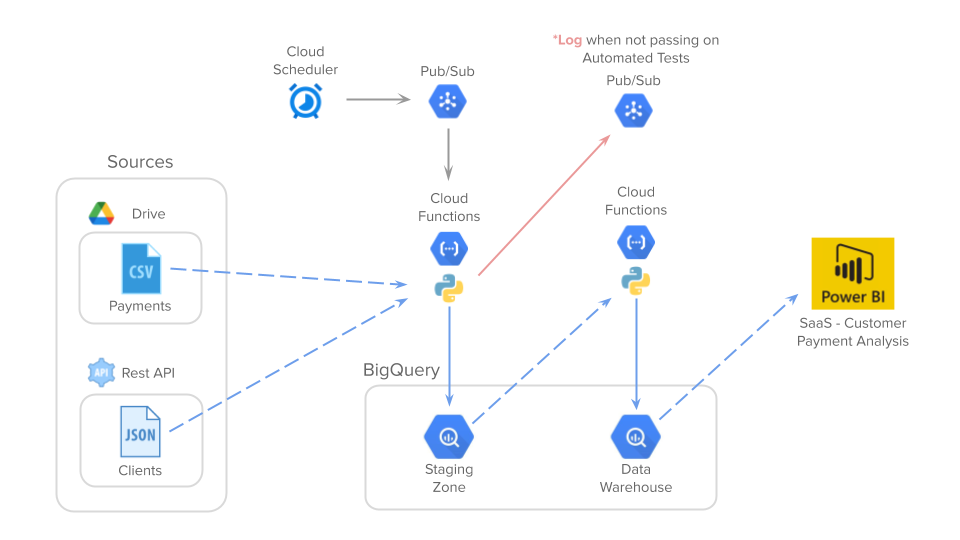 *Log when not passing on
Automated Tests
Cloud
Scheduler
Pub/Sub
Pub/Sub
Sources
Drive
CSV
Payments
Rest API
API
JSON
Clients
Cloud
Functions
Cloud
Functions
BigQuery
Staging
Zone
Data
Warehouse
Power BI
SaaS - Customer
Payment Analysis